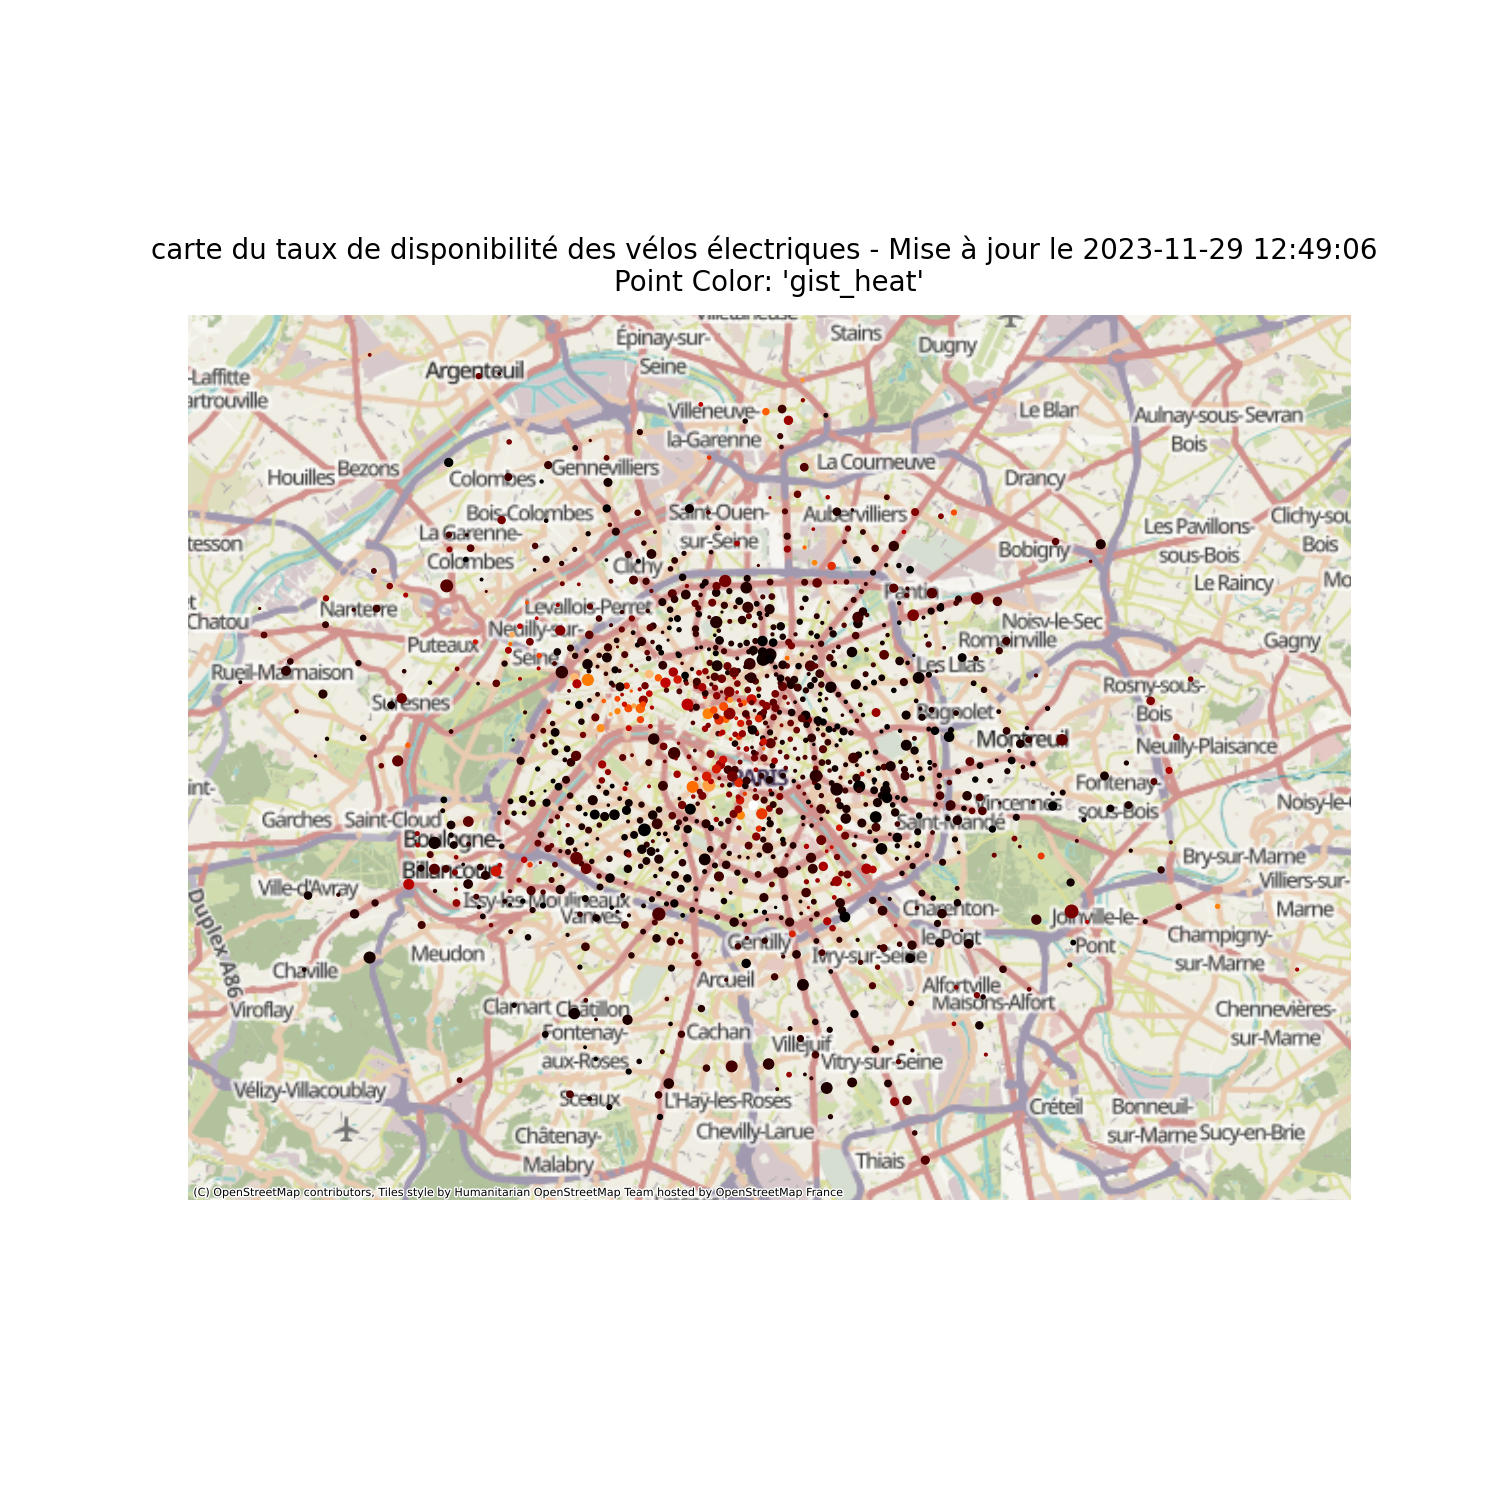 carte du taux de disponibilité des vélos électriques - Mise à jour le 2023-11-29 12:49:06
Point Color: 'gist_heat'
Épinay-sur-
Seine
Stains
Dugny
Argenteuil
-Laffitte
artrouville
Villeneuve-
la-Garenne
Le Blan
Aulnay-sous-
Bois
Sevran
Houilles
Bezons
Colombes
Gennevilliers
La Courneuve
Drancy
Bois-Colombes
Saint-Ouen-
sur-Seine
Aubervilliers
Les Pavillons-
sous-Bois
Clichy-sou
Bois
La Garenne-
Colombes
tesson
Bobigny
Clichy
Le Raincy
Mo
Pantin
Nanterre
Levallois-Perret
Chatou
Neuilly-sur-
Seine
Noisy-le-Sec
Romainville
Gagny
Puteaux
Les Lilas
Rueil-Malmaison
Rosny-sous-
Bois
Suresnes
Bagnolet
Montreuil
Neuilly-Plaisance
PARIS
Fontenay-
sous-Bois
int-
Vincennes
Noisy-le-
Garches
Saint-Cloud
Saint-Mandé
Boulogne-
Billancourt
Bry-sur-Marne
Ville-d'Avray
Villiers-sur-
Marne
Issy-les-Moulineaux
Vanves
Charenton-
le-Pont
Joinville-le-
Pont
Duplex A86
Gentilly
Champigny-
sur-Marne
Meudon
Ivry-sur-Seine
Chaville
Arcueil
Alfortville
Maisons-Alfort
Viroflay
Clamart
Châtillon
Chennevières-
sur-Marne
Fontenay-
aux-Roses
Cachan
Villejuif
Vitry-sur-Seine
Vélizy-Villacoublay
Sceaux
L'Haÿ-les-Roses
Créteil
Bonneuil-
sur-Marne
Sucy-en-Brie
Châtenay-
Malabry
Chevilly-Larue
Thiais
(C) OpenStreetMap contributors, Tiles style by Humanitarian OpenStreetMap Team hosted by OpenStreetMap France